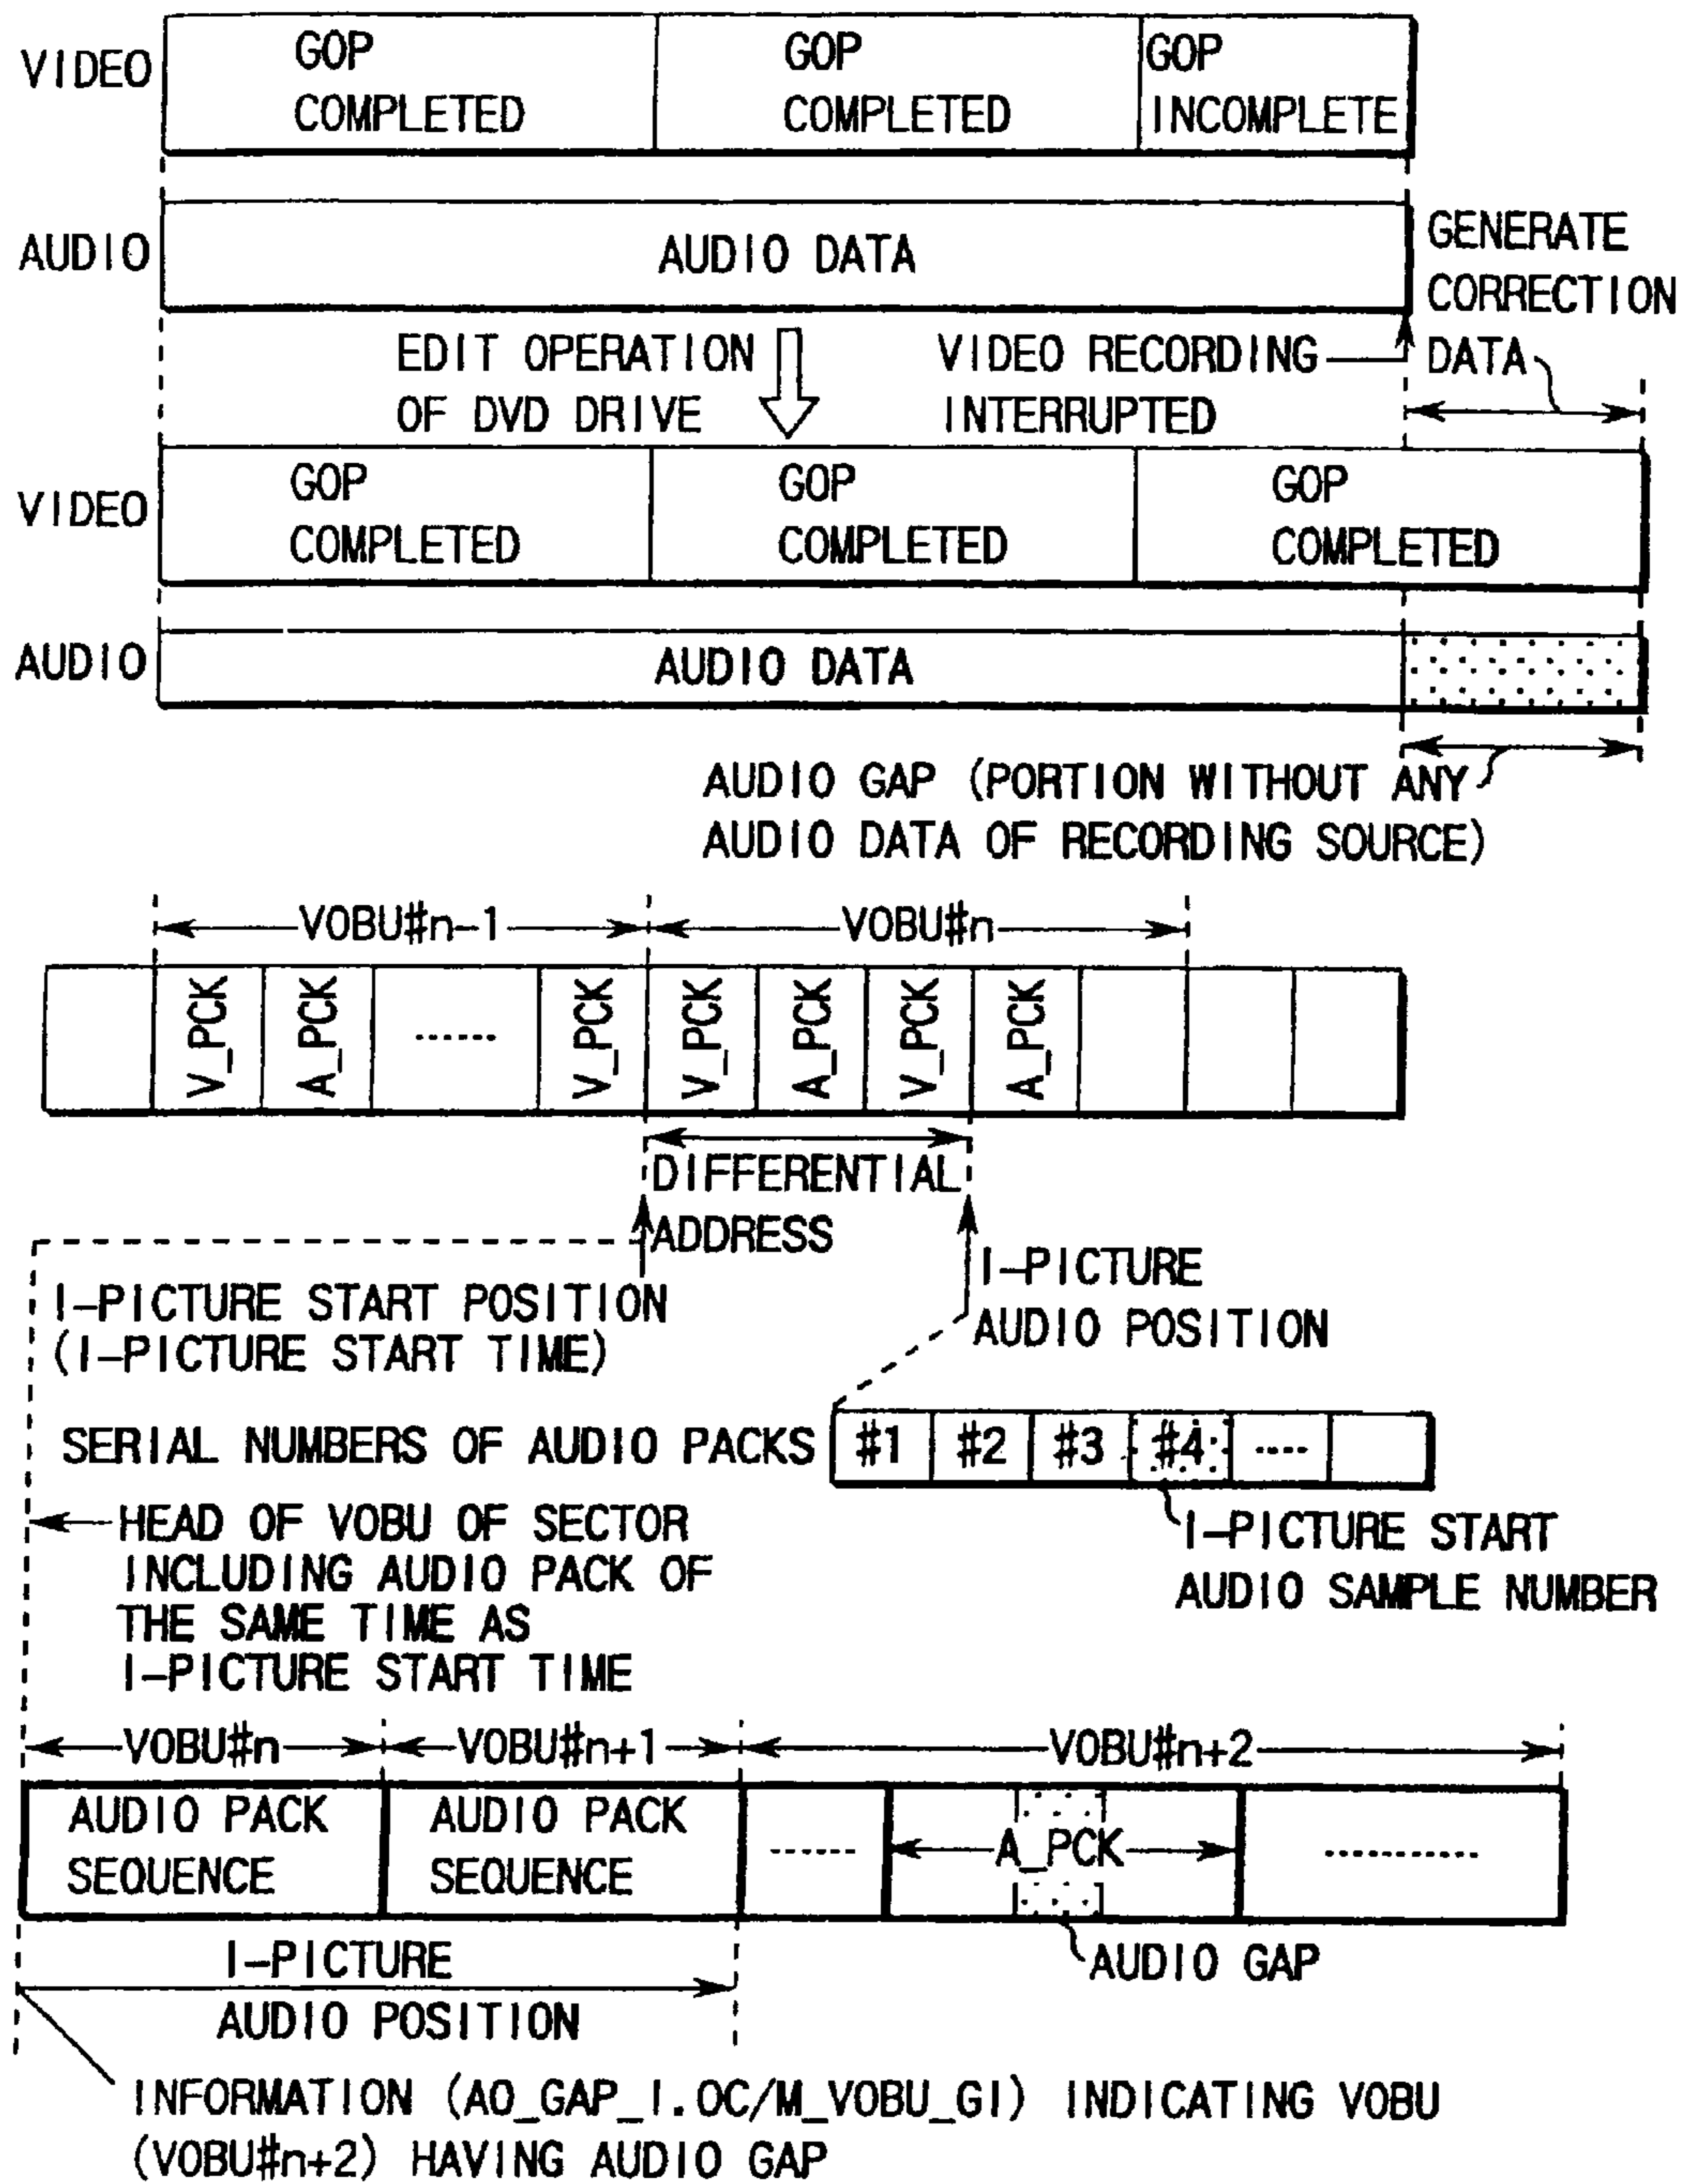 VIDEO
GOP
COMPLETED
GOP
COMPLETED
GOP
INCOMPLETE
AUDIO
AUDIO DATA
GENERATE
CORRECTION
DATA
EDIT OPERATION
OF DVD DRIVE
VIDEO RECORDING
INTERRUPTED
VIDEO
GOP
COMPLETED
GOP
COMPLETED
GOP
COMPLETED
AUDIO
AUDIO DATA
AUDIO GAP (PORTION WITHOUT ANY
AUDIO DATA OF RECORDING SOURCE)
VOBU#n-1
VOBU#n
V_PCK
A_PCK
······
V_PCK
V_PCK
A_PCK
V_PCK
A_PCK
DIFFERENTIAL
ADDRESS
I-PICTURE START POSITION
(I-PICTURE START TIME)
I-PICTURE
AUDIO POSITION
SERIAL NUMBERS OF AUDIO PACKS
#1
#2
#3
#4
····
I-PICTURE START
AUDIO SAMPLE NUMBER
HEAD OF VOBU OF SECTOR
INCLUDING AUDIO PACK OF
THE SAME TIME AS
I-PICTURE START TIME
VOBU#n
VOBU#n+1
VOBU#n+2
AUDIO PACK
SEQUENCE
AUDIO PACK
SEQUENCE
······
A_PCK
···········
AUDIO GAP
I-PICTURE
AUDIO POSITION
INFORMATION (A0_GAP_I.OC/M_VOBU_GI) INDICATING VOBU
(VOBU#n+2) HAVING AUDIO GAP